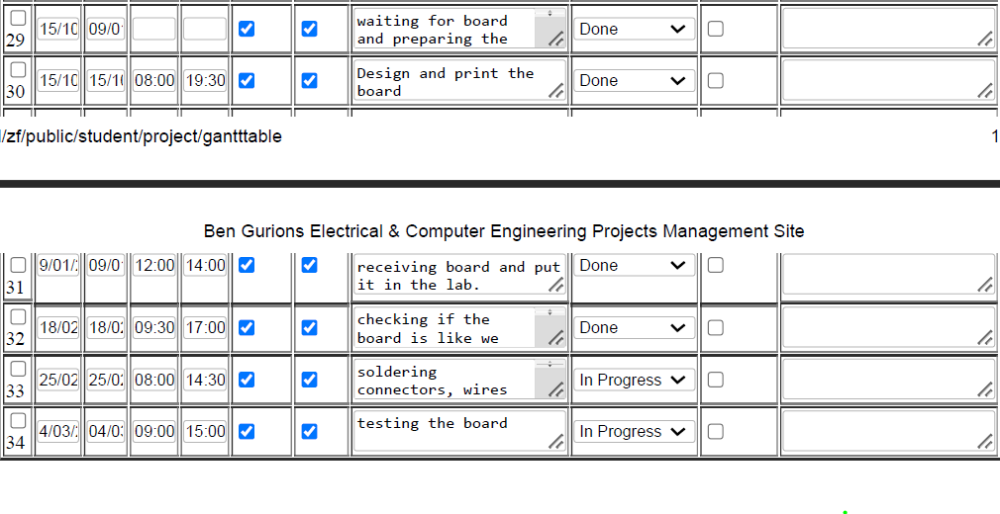 29 15/10 09/0 waiting for board and preparing the Done
30 15/10 15/1 08:00 19:30 Design and print the board Done
l/zf/public/student/project/gantttable 1
Ben Gurions Electrical & Computer Engineering Projects Management Site
31 9/01/ 09/0 12:00 14:00 receiving board and put it in the lab. Done
32 18/02 18/0 09:30 17:00 checking if the board is like we Done
33 25/02 25/0 08:00 14:30 soldering connectors, wires In Progress
34 4/03/ 04/0 09:00 15:00 testing the board In Progress